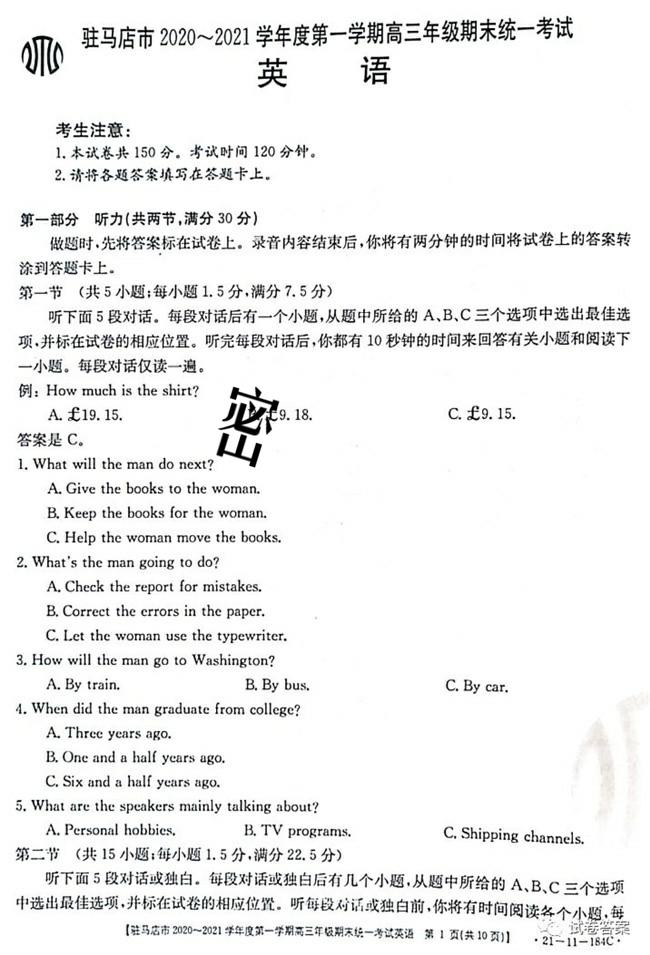 驻马店市 2020～2021 学年度第一学期高三年级期末统一考试
英 语
考生注意:
1. 本试卷共 150 分。考试时间 120 分钟。
2. 请将各题答案填写在答题卡上。
第一部分 听力(共两节,满分 30 分)
做题时,先将答案标在试卷上。录音内容结束后,你将有两分钟的时间将试卷上的答案转
涂到答题卡上。
第一节 (共 5 小题;每小题 1. 5 分,满分 7. 5 分)
听下面 5 段对话。每段对话后有一个小题,从题中所给的 A、B、C 三个选项中选出最佳选
项,并标在试卷的相应位置。听完每段对话后,你都有 10 秒钟的时间来回答有关小题和阅读下
一小题。每段对话仅读一遍。
例: How much is the shirt?
A. £19. 15. £9. 18. C. £9. 15.
密
答案是 C。
1. What will the man do next?
A. Give the books to the woman.
B. Keep the books for the woman.
C. Help the woman move the books.
2. What's the man going to do?
A. Check the report for mistakes.
B. Correct the errors in the paper.
C. Let the woman use the typewriter.
3. How will the man go to Washington?
A. By train. B. By bus. C. By car.
4. When did the man graduate from college?
A. Three years ago.
B. One and a half years ago.
C. Six and a half years ago.
5. What are the speakers mainly talking about?
A. Personal hobbies. B. TV programs. C. Shipping channels.
第二节 (共 15 小题;每小题 1. 5 分,满分 22. 5 分)
听下面 5 段对话或独白。每段对话或独白后有几个小题,从题中所给的 A、B、C 三个选项
中选出最佳选项,并标在试卷的相应位置。听每段对话或独白前,你将有时间阅读各个小题,每
【驻马店市 2020～2021 学年度第一学期高三年级期末统一考试英语 第 1 页(共 10 页)】 ·21-11-184C·
试卷答案